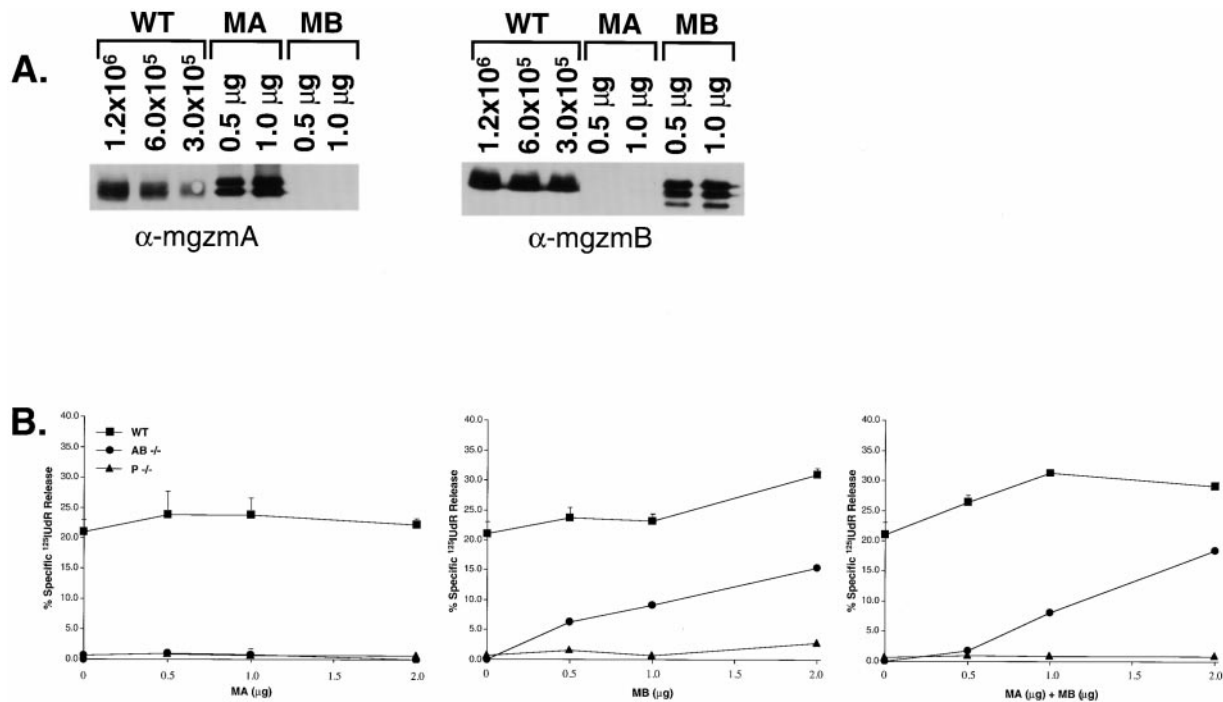 A.
WT MA MB
1.2x10⁶ 6.0x10⁵ 3.0x10⁵ 0.5 µg 1.0 µg 0.5 µg 1.0 µg
α-mgzmA
WT MA MB
1.2x10⁶ 6.0x10⁵ 3.0x10⁵ 0.5 µg 1.0 µg 0.5 µg 1.0 µg
α-mgzmB
B.
% Specific ¹²⁵IUdR Release
40.0
35.0
30.0
25.0
20.0
15.0
10.0
5.0
0.0
WT
AB -/-
P -/-
0 0.5 1.0 2.0
MA (µg)
% Specific ¹²⁵IUdR Release
40.0
35.0
30.0
25.0
20.0
15.0
10.0
5.0
0.0
0 0.5 1.0 2.0
MB (µg)
% Specific ¹²⁵IUdR Release
40.0
35.0
30.0
25.0
20.0
15.0
10.0
5.0
0.0
0 0.5 1.0 2.0
MA (µg) + MB (µg)